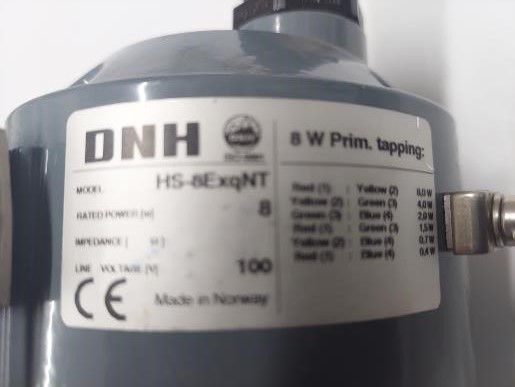 DNH
8 W Prim. tapping:
MODEL HS-8ExqNT
RATED POWER [w] 8
IMPEDANCE [ ]
LINE VOLTAGE [V] 100
CE Made in Norway
Red (1) : Yellow (2) 8,0 W
Yellow (2) : Green (3) 4,0 W
Green (3) : Blue (4) 2,0 W
Red (1) : Green (3) 1,5 W
Yellow (2) : Blue (4) 0,7 W
Red (1) : Blue (4) 0,4 W